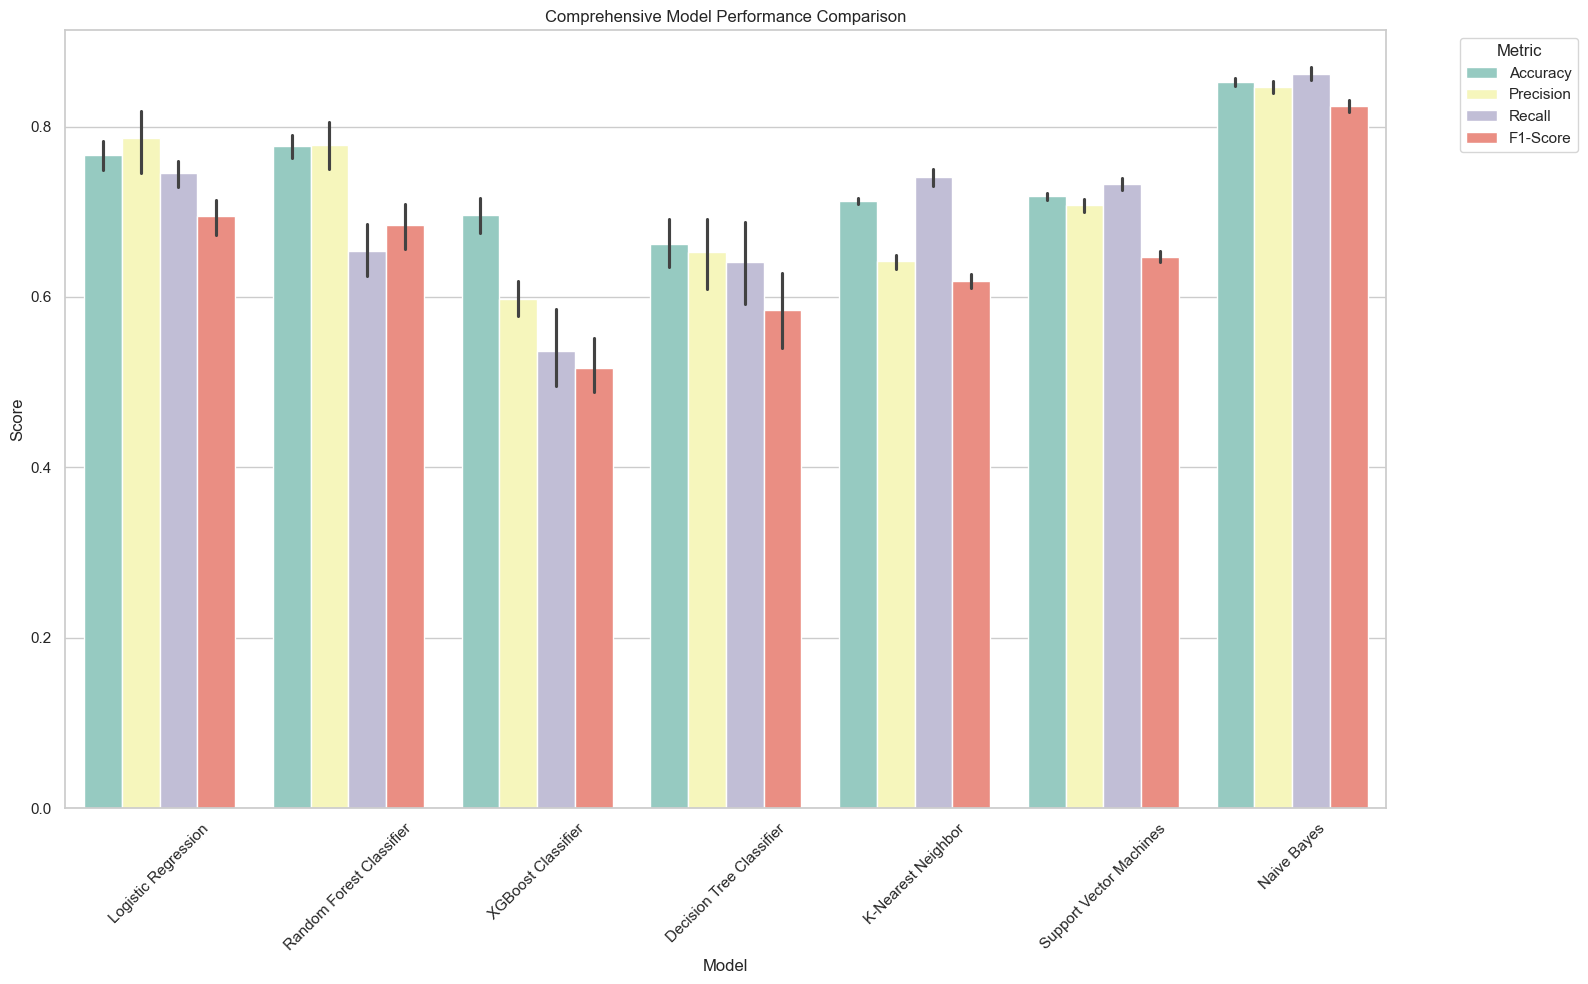 Comprehensive Model Performance Comparison
Metric
Accuracy
Precision
Recall
F1-Score
Score
0.8
0.6
0.4
0.2
0.0
Logistic Regression
Random Forest Classifier
XGBoost Classifier
Decision Tree Classifier
K-Nearest Neighbor
Support Vector Machines
Naive Bayes
Model